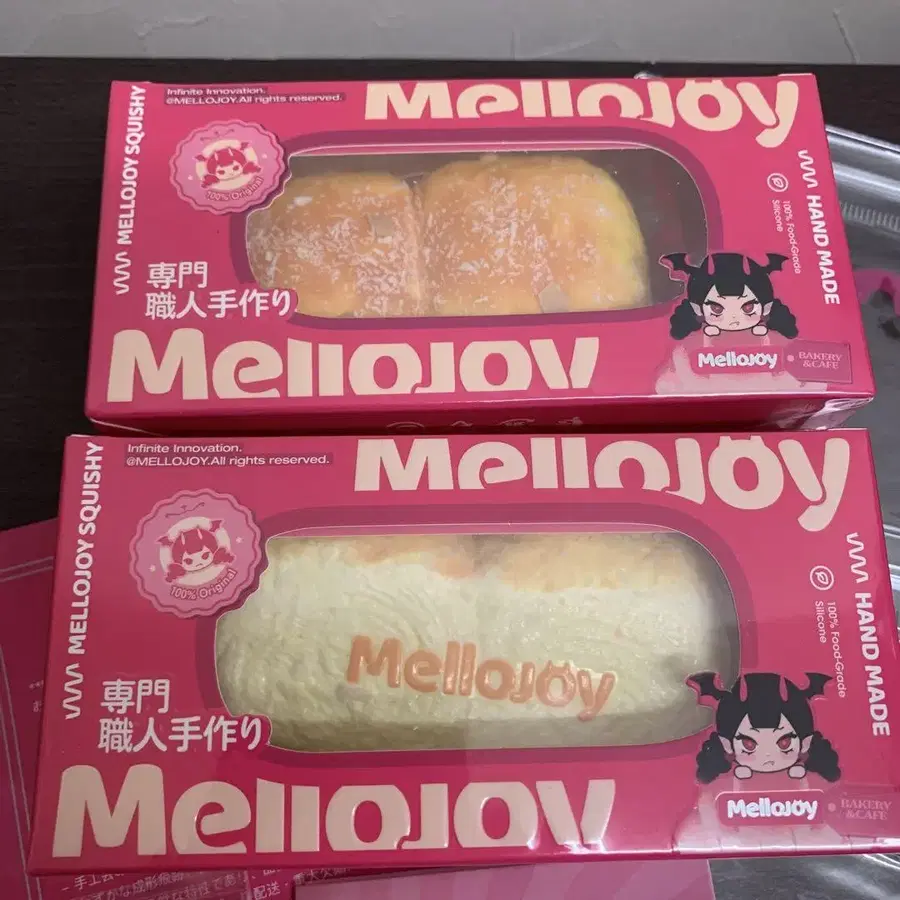 Infinite Innovation.
@MELLOJOY.All rights reserved.
MELLOJOY
MELLOJOY SQUISHY
100% Original
HAND MADE
100% Food-Grade
Silicone
専門
職人手作り
MELLOJOY
MELLOJOY
BAKERY
&CAFE
Infinite Innovation.
@MELLOJOY.All rights reserved.
MELLOJOY
MELLOJOY SQUISHY
100% Original
HAND MADE
100% Food-Grade
Silicone
MELLOJOY
専門
職人手作り
MELLOJOY
MELLOJOY
BAKERY
&CAFE